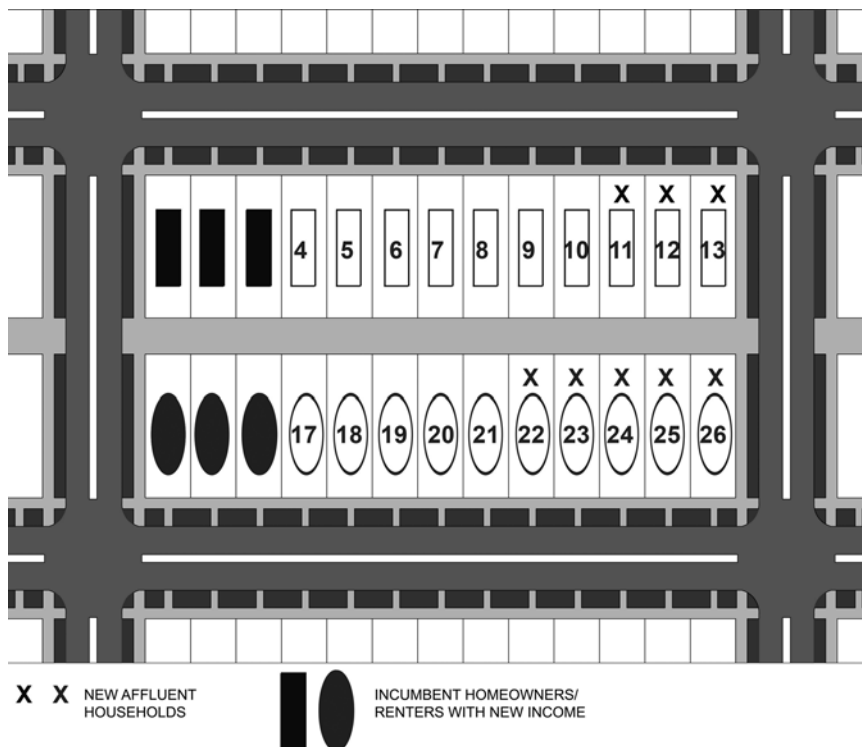 X X X
4 5 6 7 8 9 10 11 12 13
X X X X X
17 18 19 20 21 22 23 24 25 26
X X NEW AFFLUENT
HOUSEHOLDS
INCUMBENT HOMEOWNERS/
RENTERS WITH NEW INCOME